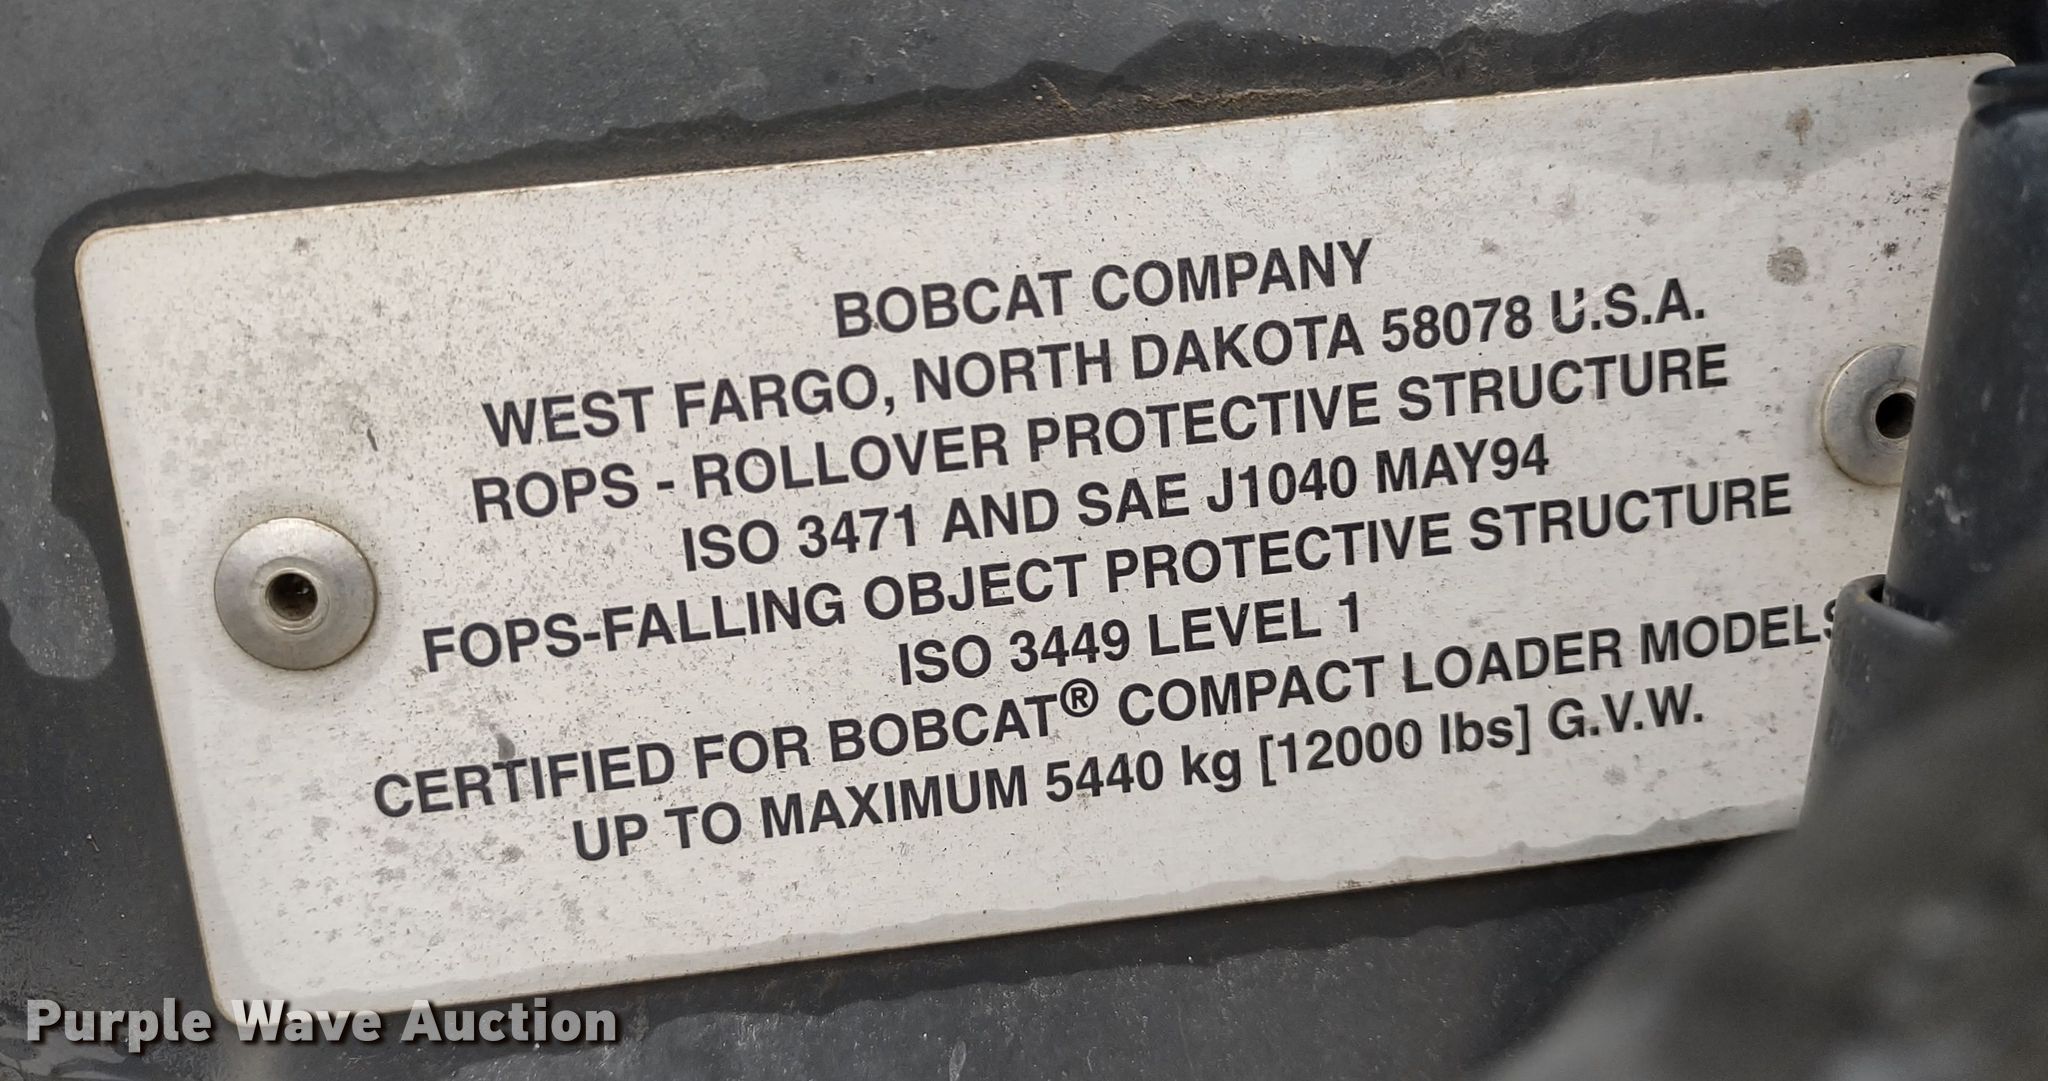 BOBCAT COMPANY
WEST FARGO, NORTH DAKOTA 58078 U.S.A.
ROPS - ROLLOVER PROTECTIVE STRUCTURE
ISO 3471 AND SAE J1040 MAY94
FOPS-FALLING OBJECT PROTECTIVE STRUCTURE
ISO 3449 LEVEL 1
CERTIFIED FOR BOBCAT® COMPACT LOADER MODELS
UP TO MAXIMUM 5440 kg [12000 lbs] G.V.W.
Purple Wave Auction